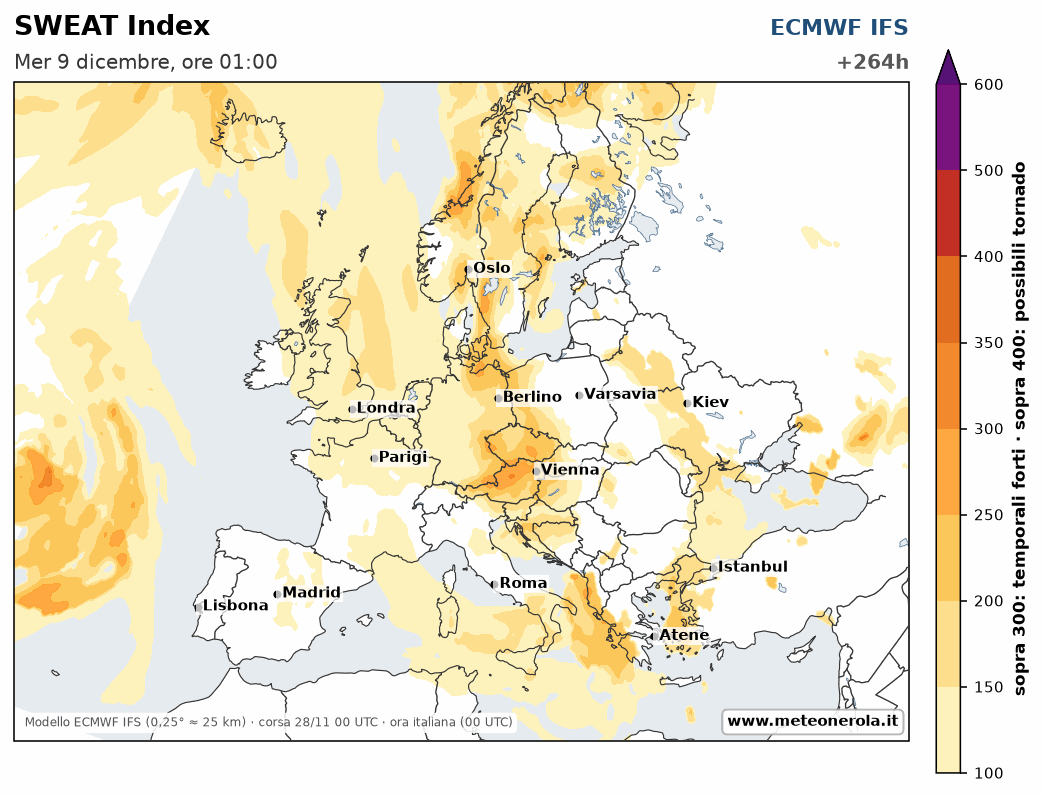 SWEAT Index
ECMWF IFS
Mer 9 dicembre, ore 01:00
+264h
600
500
400
350
300
250
200
150
100
sopra 300: temporali forti · sopra 400: possibili tornado
Oslo
Berlino
Varsavia
Kiev
Londra
Parigi
Vienna
Istanbul
Roma
Madrid
Lisbona
Atene
Modello ECMWF IFS (0,25° ≈ 25 km) · corsa 28/11 00 UTC · ora italiana (00 UTC)
www.meteonerola.it